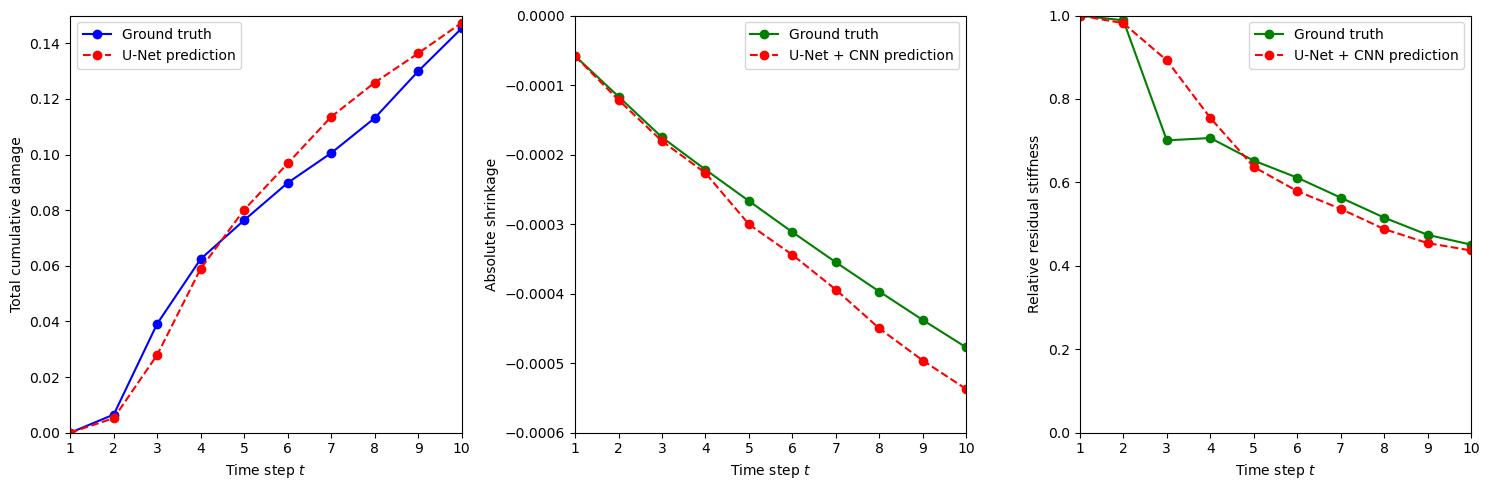 Total cumulative damage
0.14
0.12
0.10
0.08
0.06
0.04
0.02
0.00
Ground truth
U-Net prediction
1 2 3 4 5 6 7 8 9 10
Time step t
Absolute shrinkage
0.0000
−0.0001
−0.0002
−0.0003
−0.0004
−0.0005
−0.0006
Ground truth
U-Net + CNN prediction
1 2 3 4 5 6 7 8 9 10
Time step t
Relative residual stiffness
1.0
0.8
0.6
0.4
0.2
0.0
Ground truth
U-Net + CNN prediction
1 2 3 4 5 6 7 8 9 10
Time step t